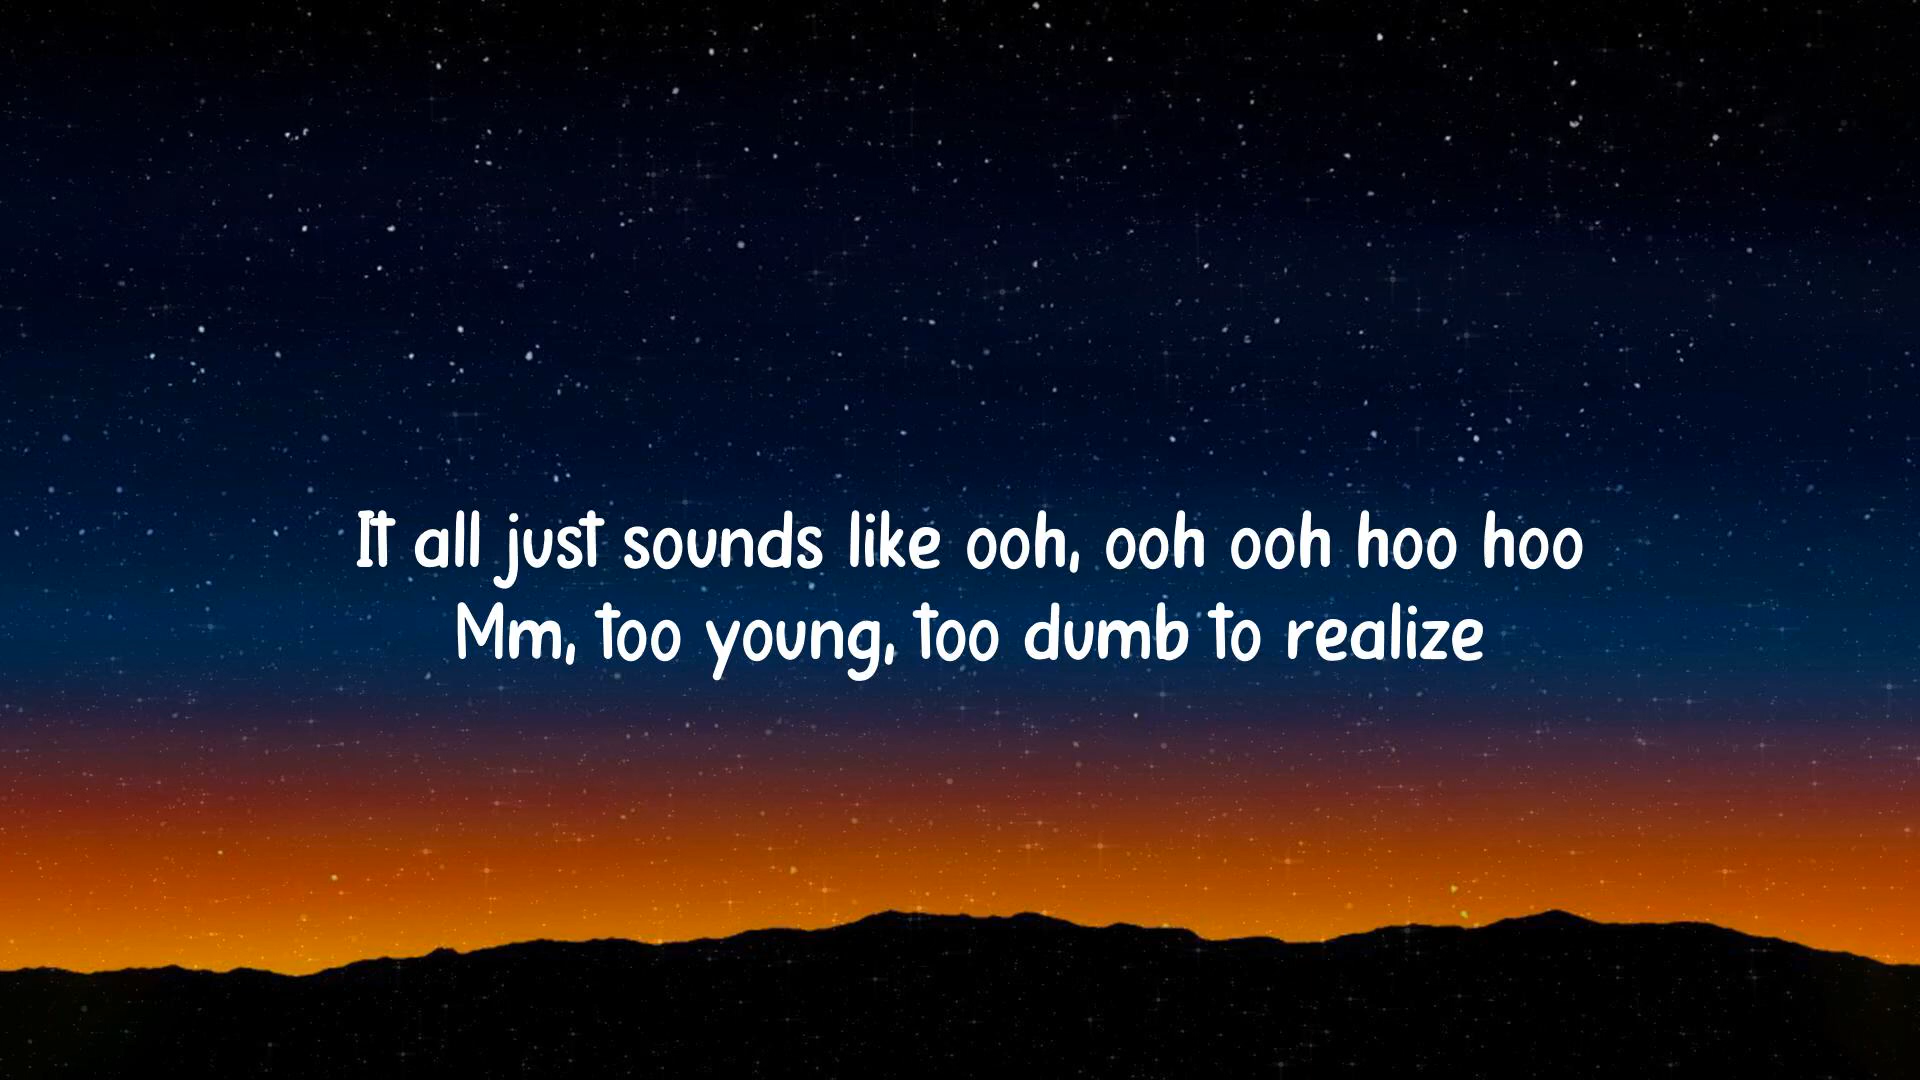 It all just sounds like ooh, ooh ooh hoo hoo
Mm, too young, too dumb to realize